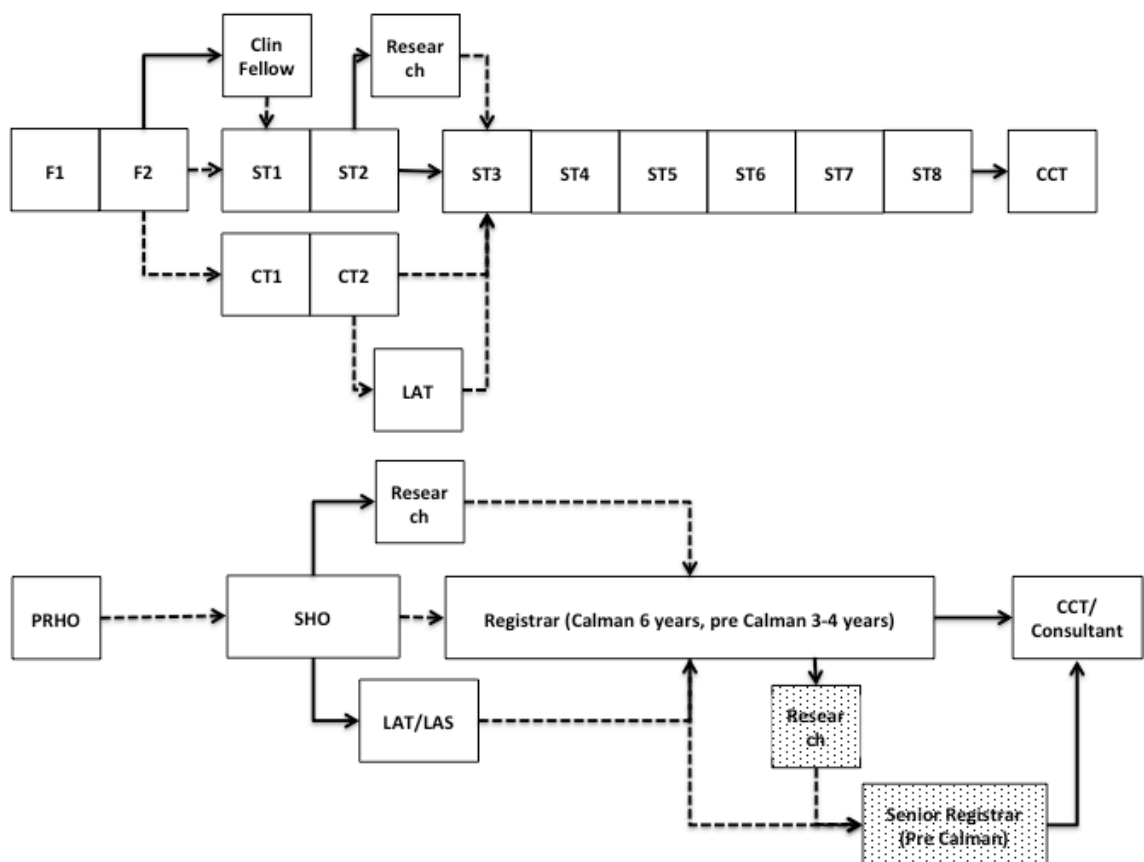 Clin
Fellow
Resear
ch
F1
F2
ST1
ST2
ST3
ST4
ST5
ST6
ST7
ST8
CCT
CT1
CT2
LAT
Resear
ch
PRHO
SHO
Registrar (Calman 6 years, pre Calman 3-4 years)
CCT/
Consultant
LAT/LAS
Resear
ch
Senior Registrar
(Pre Calman)